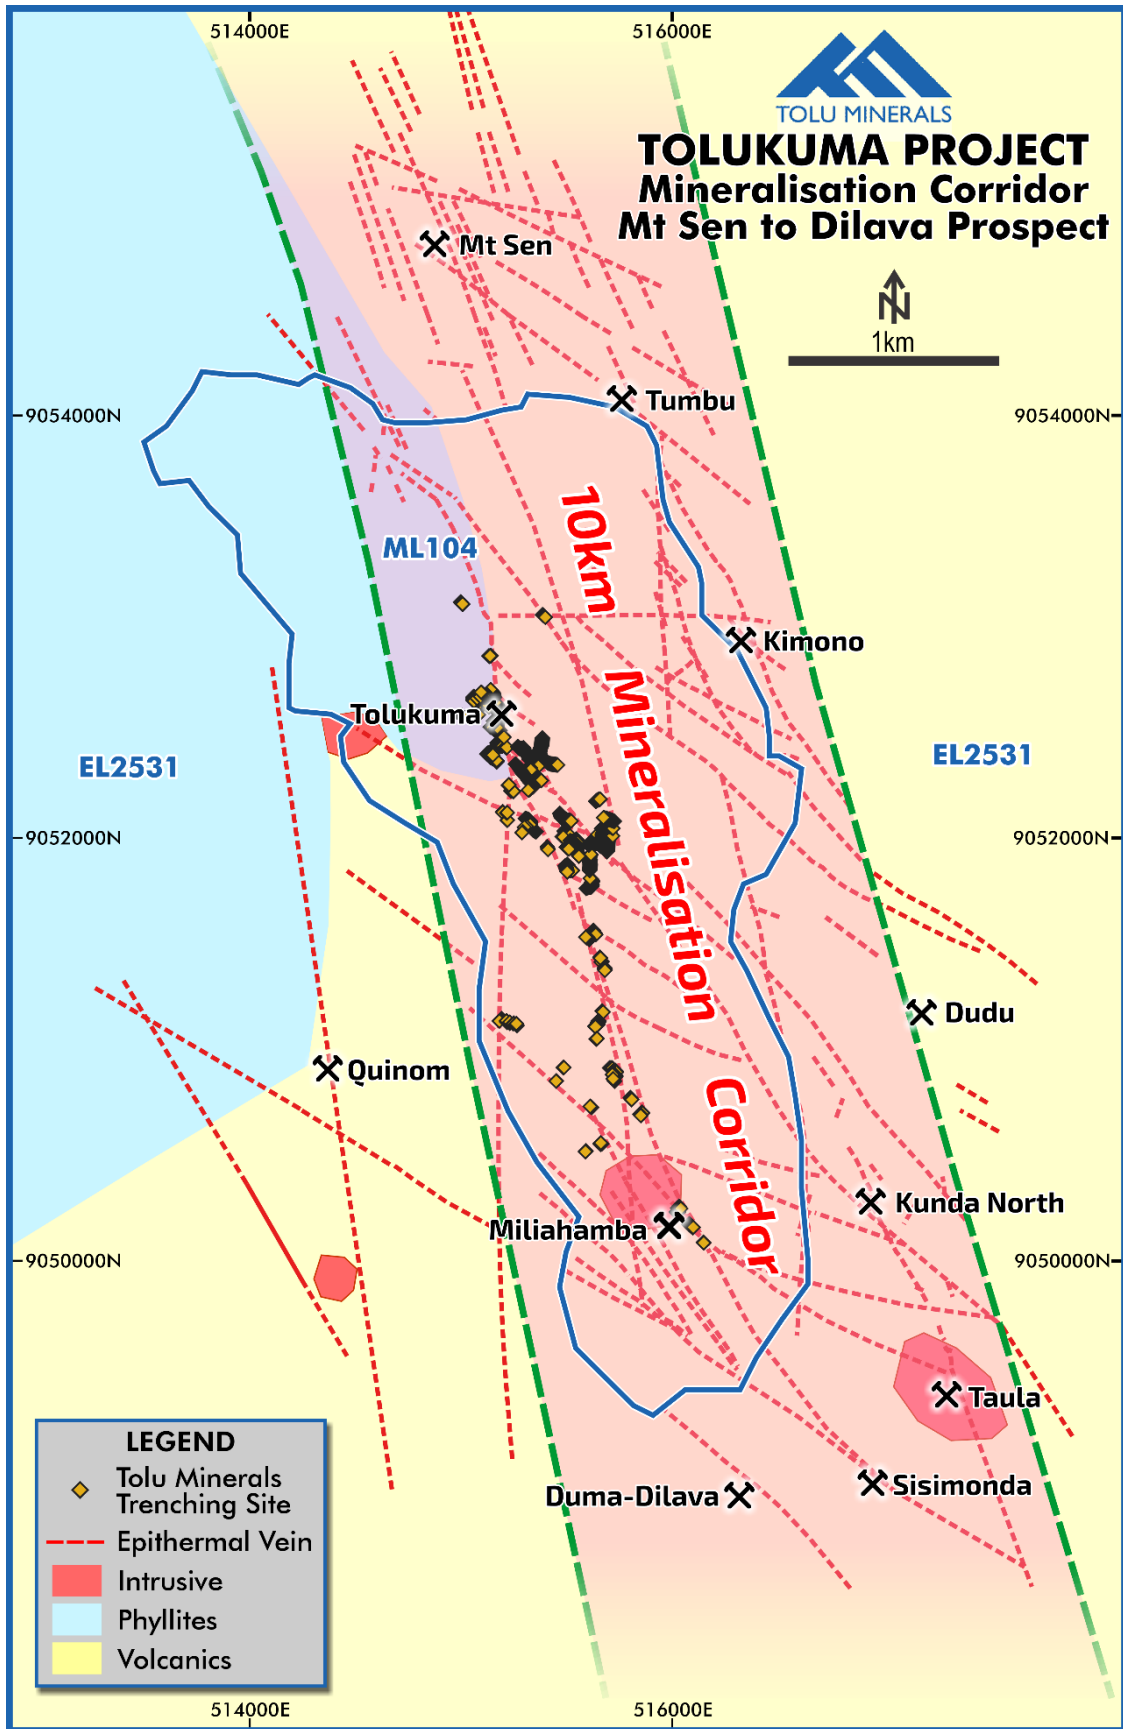 514000E
516000E
TOLU MINERALS
TOLUKUMA PROJECT
Mineralisation Corridor
Mt Sen to Dilava Prospect
N
1km
Mt Sen
Tumbu
9054000N
9054000N
10km Mineralisation Corridor
ML104
Kimono
Tolukuma
EL2531
EL2531
9052000N
9052000N
Dudu
Quinom
Kunda North
Miliahamba
9050000N
9050000N
Taula
Sisimonda
Duma-Dilava
LEGEND
Tolu Minerals
Trenching Site
Epithermal Vein
Intrusive
Phyllites
Volcanics
514000E
516000E